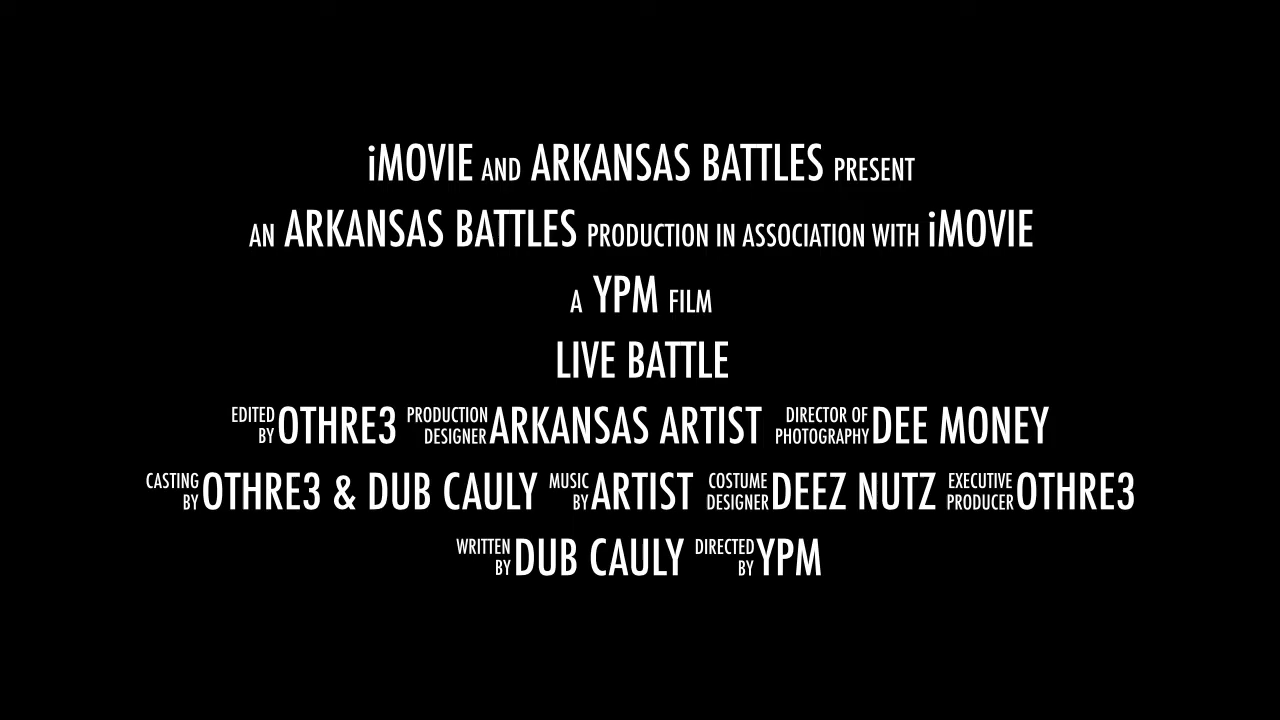 iMOVIE AND ARKANSAS BATTLES PRESENT
AN ARKANSAS BATTLES PRODUCTION IN ASSOCIATION WITH iMOVIE
A YPM FILM
LIVE BATTLE
EDITED BY OTHRE3 PRODUCTION DESIGNER ARKANSAS ARTIST DIRECTOR OF PHOTOGRAPHY DEE MONEY
CASTING BY OTHRE3 & DUB CAULY MUSIC BY ARTIST COSTUME DESIGNER DEEZ NUTZ EXECUTIVE PRODUCER OTHRE3
WRITTEN BY DUB CAULY DIRECTED BY YPM